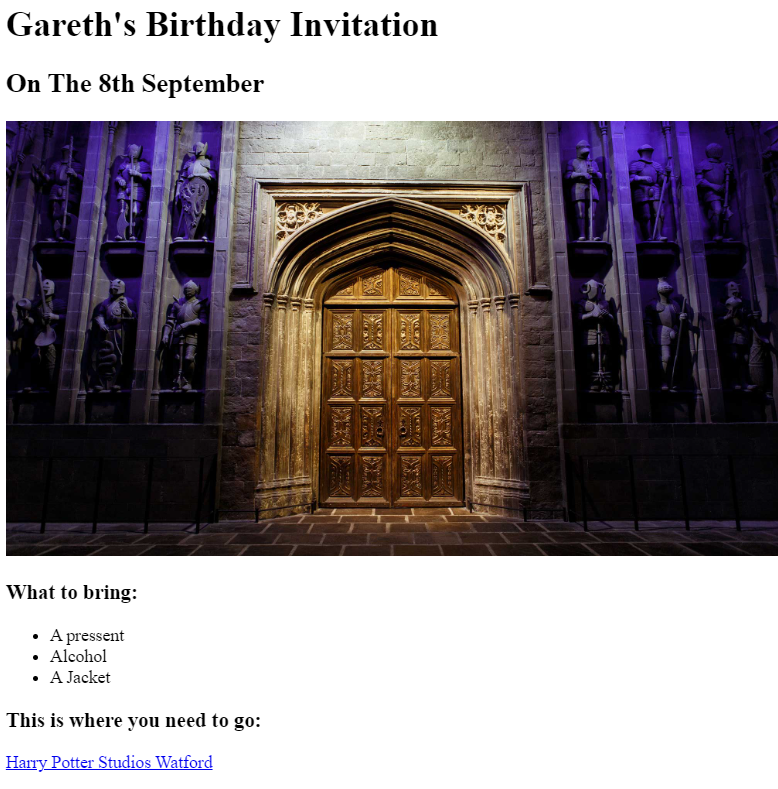 Gareth's Birthday Invitation
On The 8th September
What to bring:
A pressent
Alcohol
A Jacket
This is where you need to go:
Harry Potter Studios Watford